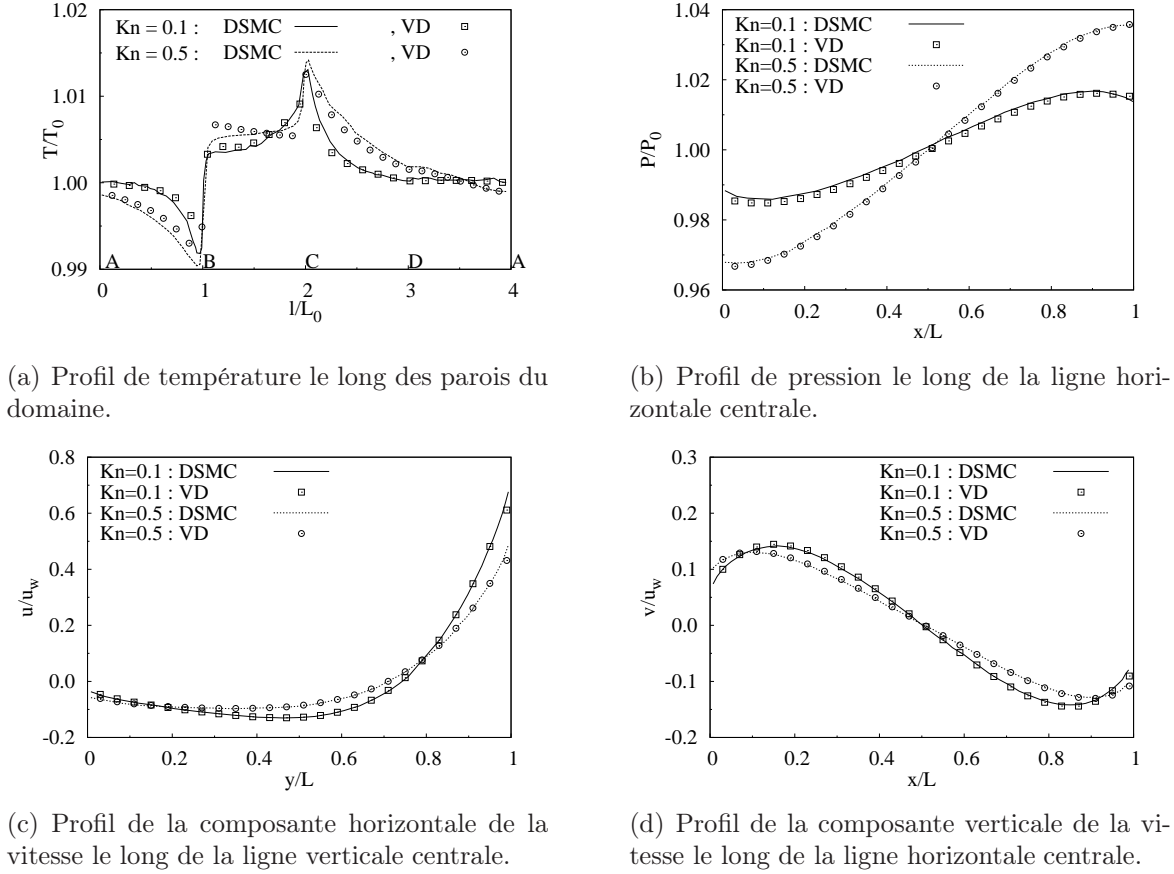 1.02
Kn = 0.1 : DSMC , VD
Kn = 0.5 : DSMC , VD
1.01
T/T0
1.00
0.99
A B C D A
0 1 2 3 4
l/L0
(a) Profil de température le long des parois du
domaine.
1.04
Kn=0.1 : DSMC
Kn=0.1 : VD
Kn=0.5 : DSMC
Kn=0.5 : VD
1.02
P/P0
1.00
0.98
0.96
0 0.2 0.4 0.6 0.8 1
x/L
(b) Profil de pression le long de la ligne hori-
zontale centrale.
0.8
Kn=0.1 : DSMC
Kn=0.1 : VD
Kn=0.5 : DSMC
Kn=0.5 : VD
0.6
0.4
u/uw
0.2
0.0
-0.2
0 0.2 0.4 0.6 0.8 1
y/L
(c) Profil de la composante horizontale de la
vitesse le long de la ligne verticale centrale.
0.3
Kn=0.1 : DSMC
Kn=0.1 : VD
Kn=0.5 : DSMC
Kn=0.5 : VD
0.2
0.1
v/uw
0.0
-0.1
-0.2
0 0.2 0.4 0.6 0.8 1
x/L
(d) Profil de la composante verticale de la vi-
tesse le long de la ligne horizontale centrale.